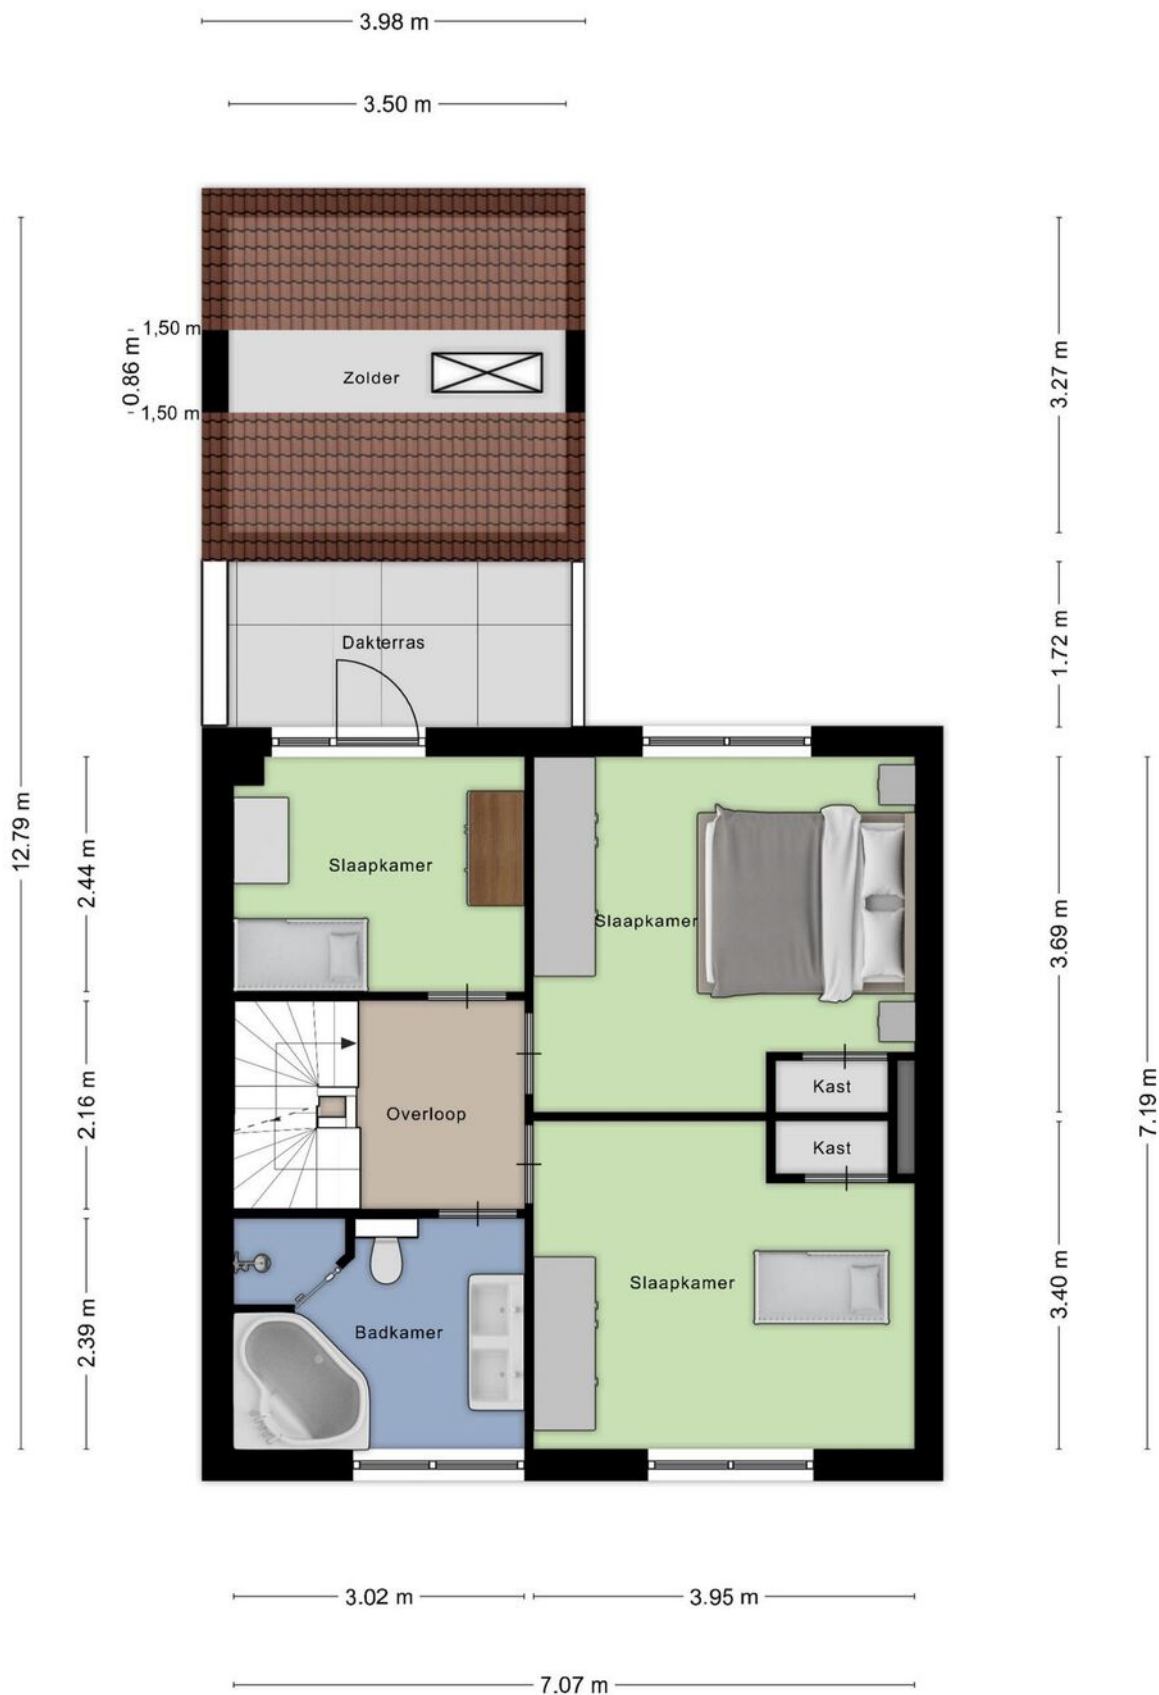 3.98 m
3.50 m
1,50 m
0.86 m
1,50 m
Zolder
3.27 m
Dakterras
1.72 m
12.79 m
2.44 m
Slaapkamer
Slaapkamer
3.69 m
Kast
2.16 m
Overloop
7.19 m
Kast
Slaapkamer
3.40 m
2.39 m
Badkamer
3.02 m
3.95 m
7.07 m